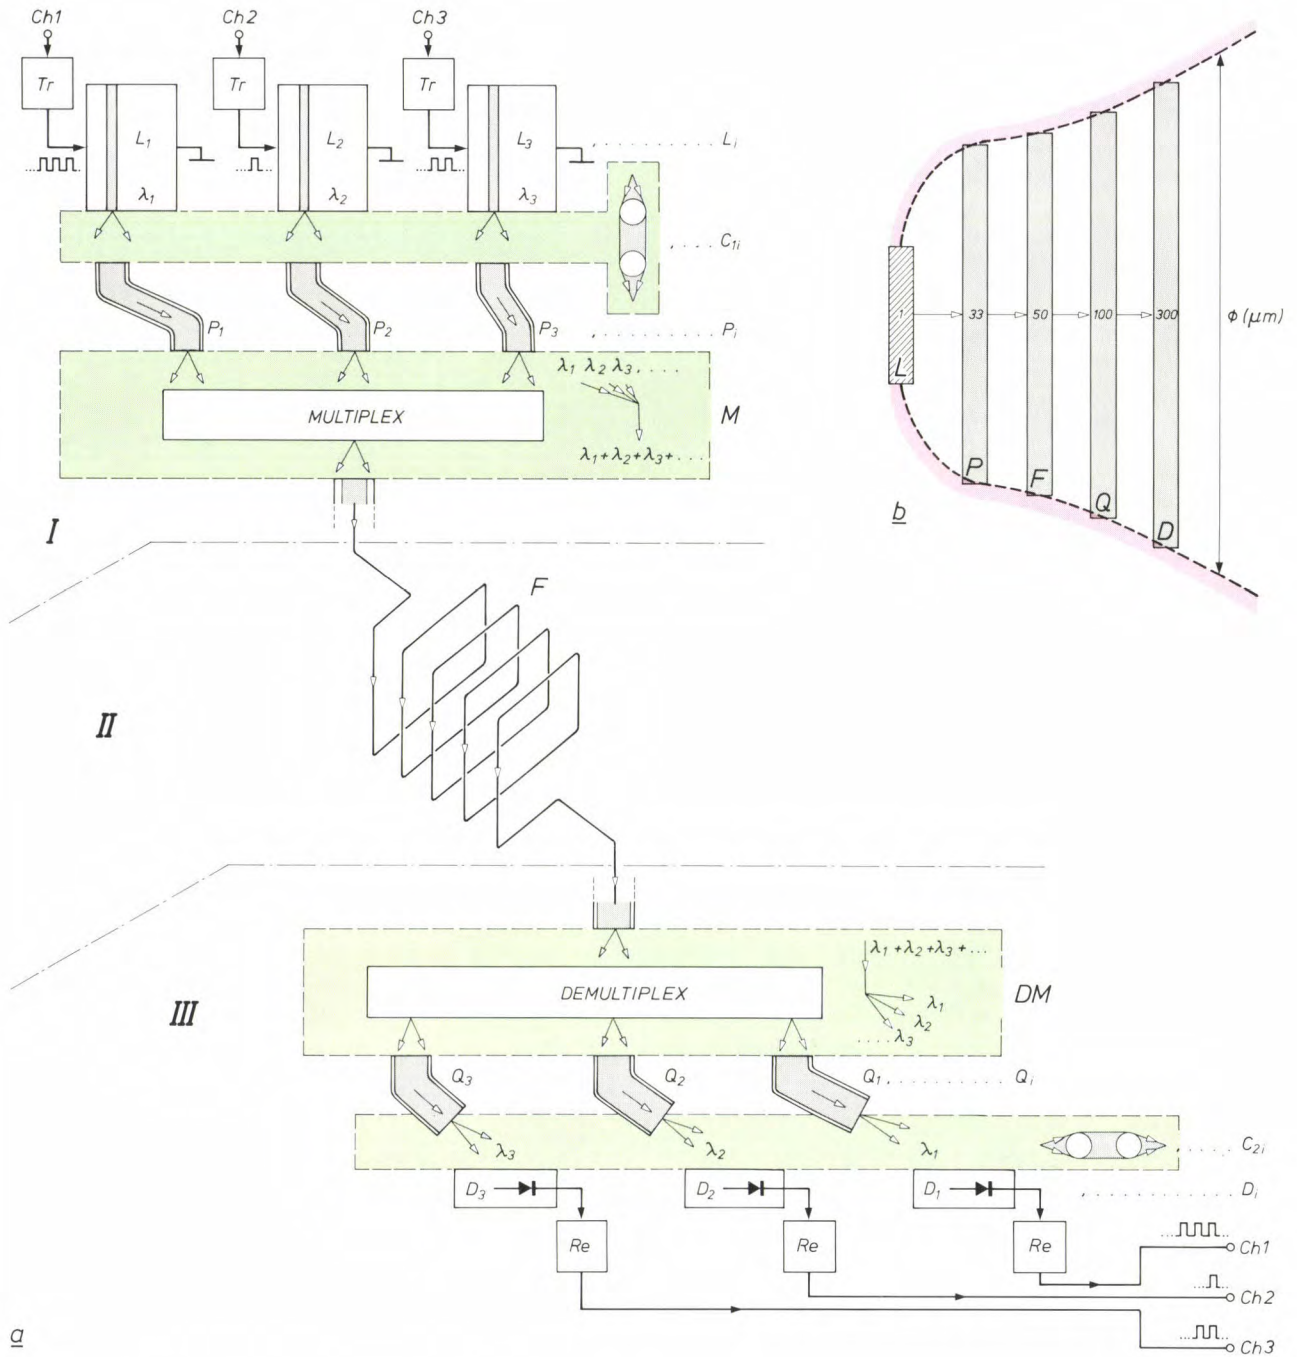 Ch1
Ch2
Ch3
Tr
Tr
Tr
L₁
L₂
L₃
λ₁
λ₂
λ₃
. . . . . . . . . . . . Lᵢ
. . . . . C₁ᵢ
P₁
P₂
P₃
. . . . . . . . . . . . Pᵢ
λ₁ λ₂ λ₃ . . . .
MULTIPLEX
M
λ₁+λ₂+λ₃+ . . .
I
1
33
50
100
300
ϕ (μm)
L
P
F
Q
D
b
F
II
λ₁+λ₂+λ₃+ . . .
DEMULTIPLEX
DM
λ₁
λ₂
. . . . λ₃
III
Q₃
Q₂
Q₁ . . . . . . . . . . . Qᵢ
λ₃
λ₂
λ₁
. . . . . C₂ᵢ
D₃
D₂
D₁
. . . . . . . . . . . . Dᵢ
Re
Re
Re
Ch1
Ch2
Ch3
a